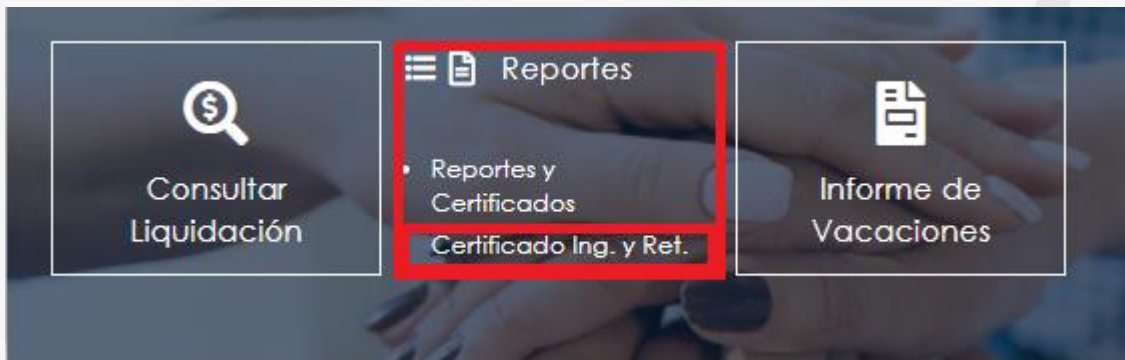 Consultar
Liquidación
Reportes
Reportes y
Certificados
Certificado Ing. y Ret.
Informe de
Vacaciones